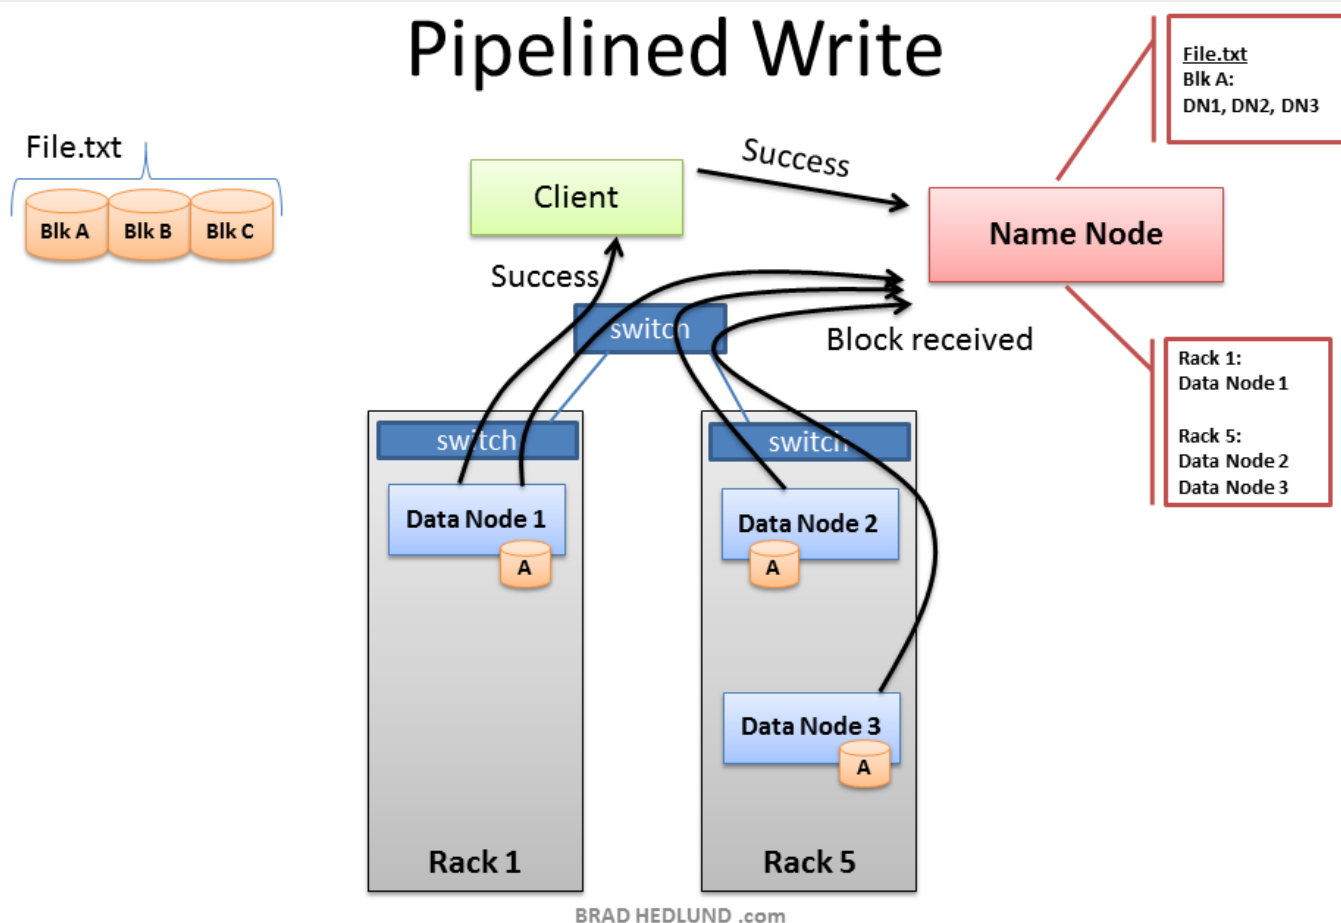 Pipelined Write
File.txt
Blk A:
DN1, DN2, DN3
File.txt
Blk A
Blk B
Blk C
Client
Success
Name Node
Success
switch
Block received
Rack 1:
Data Node 1
Rack 5:
Data Node 2
Data Node 3
switch
switch
Data Node 1
A
Data Node 2
A
Data Node 3
A
Rack 1
Rack 5
BRAD HEDLUND .com